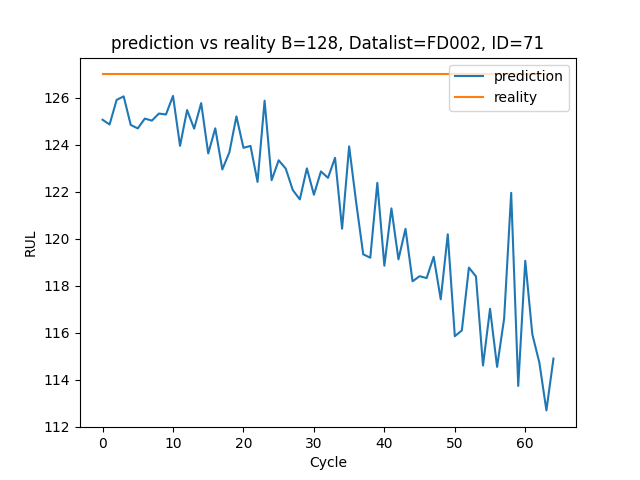 prediction vs reality B=128, Datalist=FD002, ID=71
prediction
reality
126
124
122
120
118
116
114
112
RUL
0 10 20 30 40 50 60
Cycle